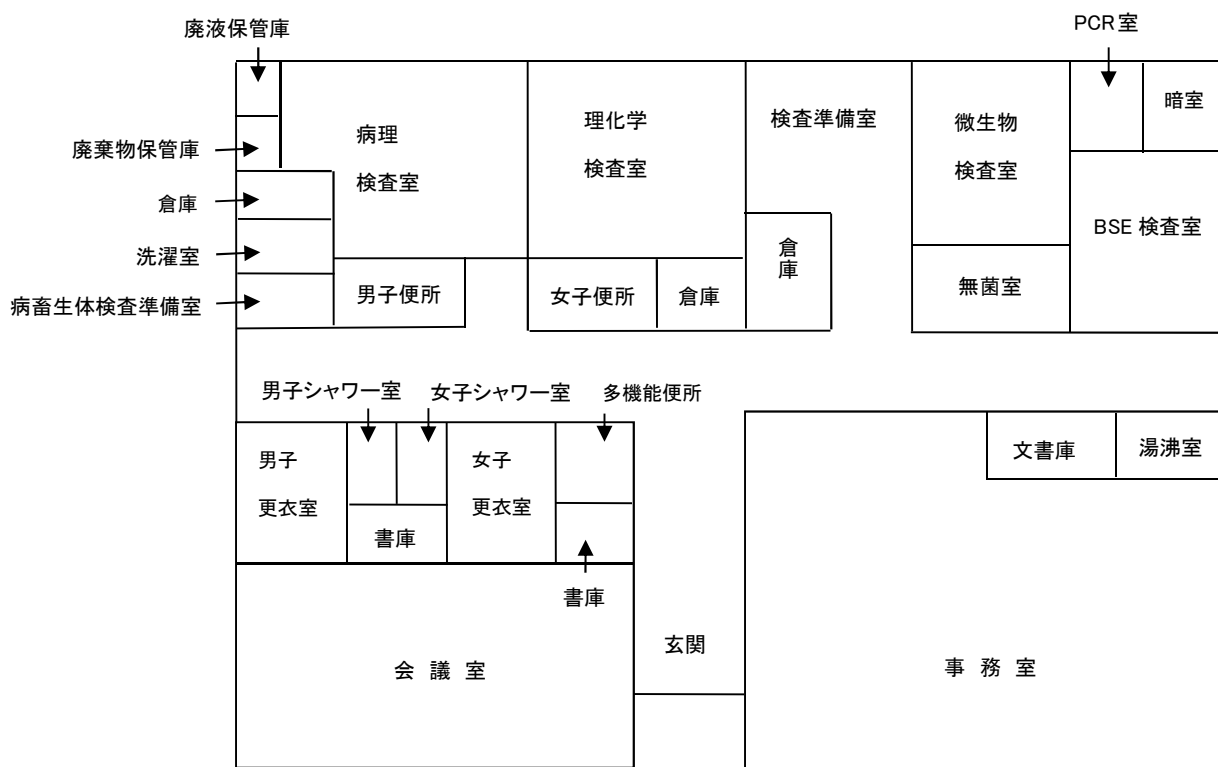 廃液保管庫
PCR室
病理
検査室
理化学
検査室
検査準備室
微生物
検査室
暗室
廃棄物保管庫
倉庫
BSE 検査室
洗濯室
倉庫
病畜生体検査準備室
男子便所
女子便所
倉庫
無菌室
男子シャワー室
女子シャワー室
多機能便所
男子
更衣室
女子
更衣室
文書庫
湯沸室
書庫
書庫
玄関
会 議 室
事 務 室